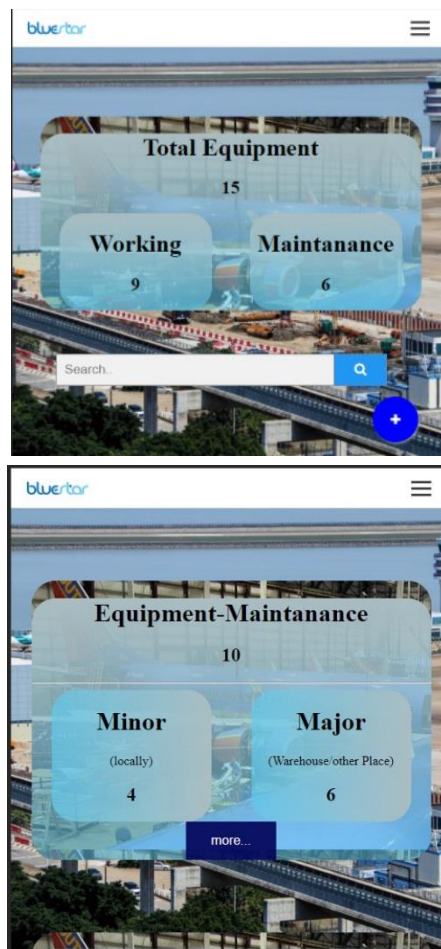 bluestar
Total Equipment
15
Working Maintanance
9 6
Search..
+
bluestar
Equipment-Maintanance
10
Minor Major
(locally) (Warehouse/other Place)
4 6
more...